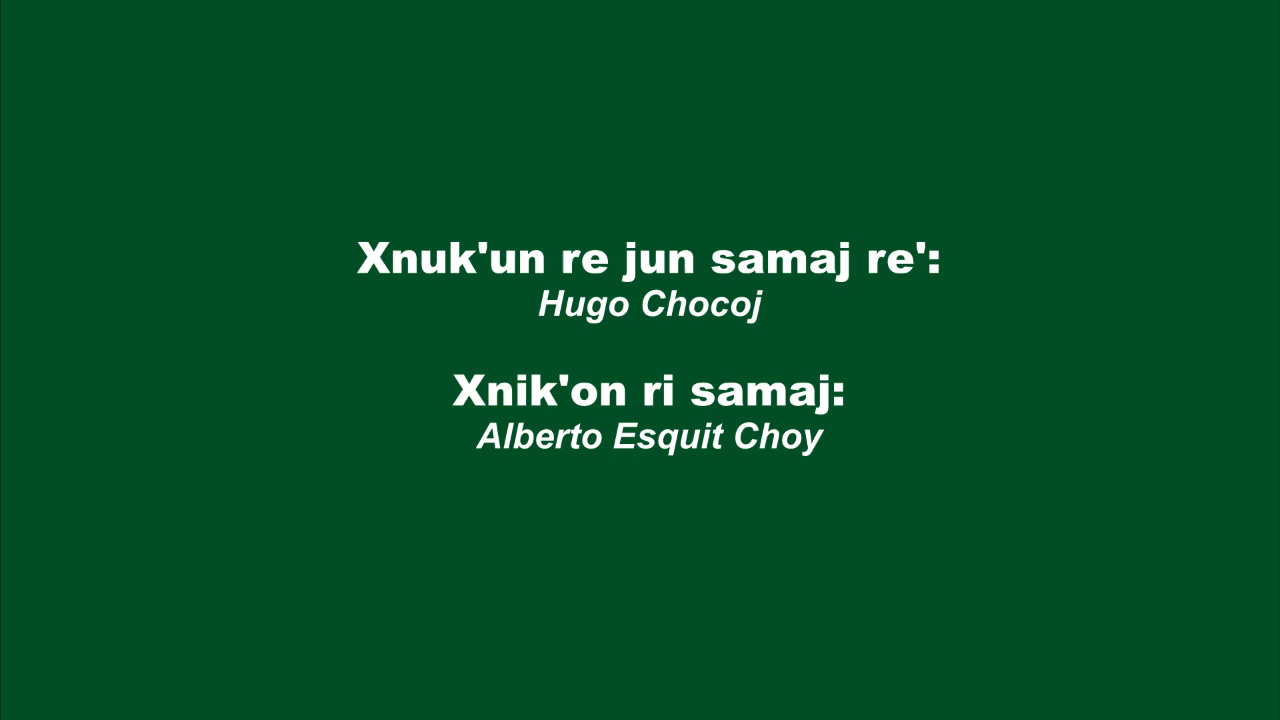 Xnuk'un re jun samaj re':
Hugo Chocoj
Xnik'on ri samaj:
Alberto Esquit Choy